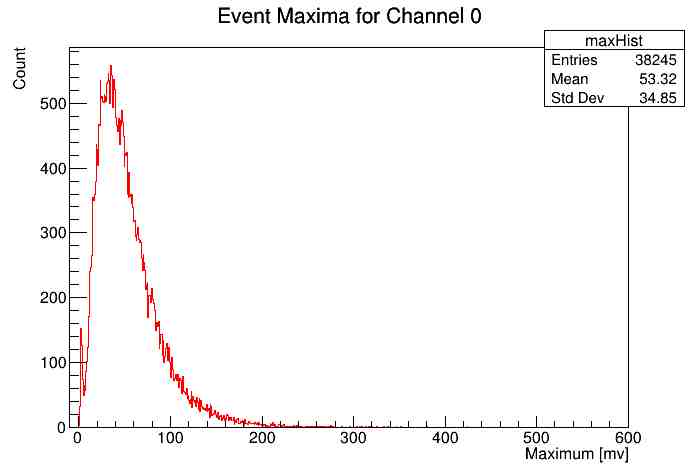 Event Maxima for Channel 0
maxHist
Entries 38245
Mean 53.32
Std Dev 34.85
Count
500
400
300
200
100
0
0 100 200 300 400 500 600
Maximum [mv]